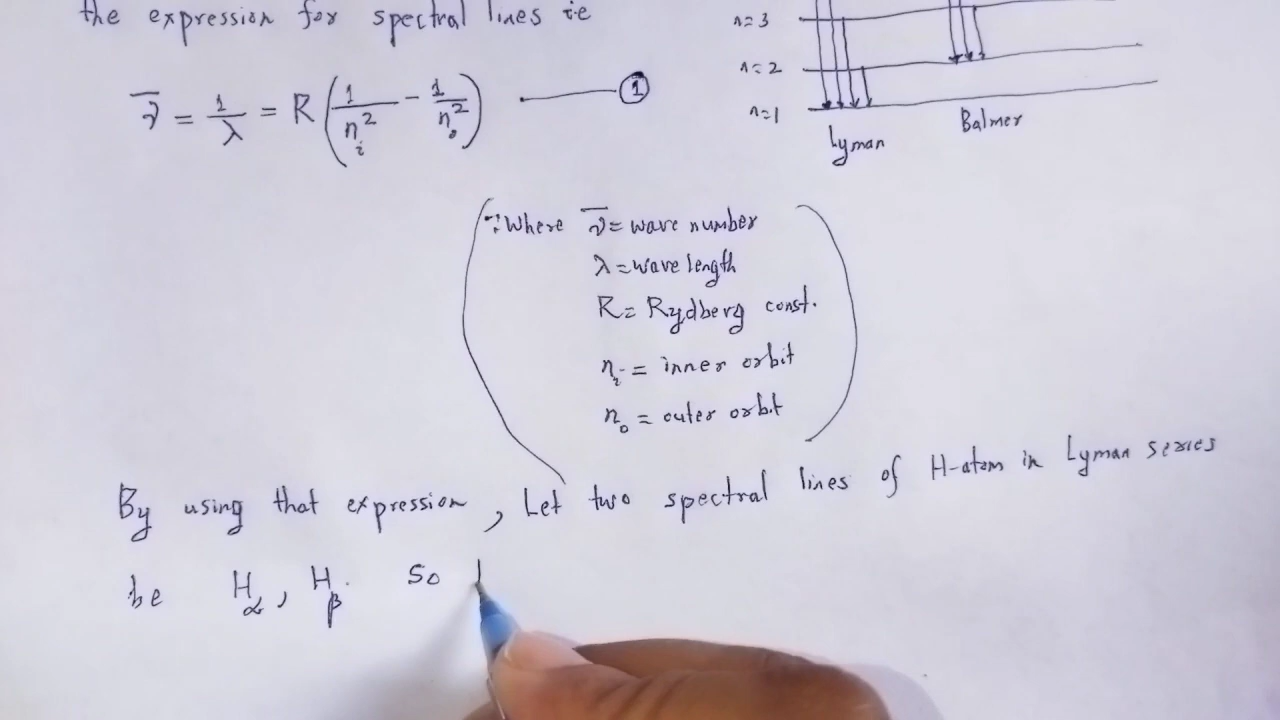 the expression for spectral lines ie
ν̄ = 1/λ = R(1/nᵢ² − 1/n₀²) ——— ①
n=3
n=2
n=1
Lyman
Balmer
∵ Where ν̄ = wave number
λ = wave length
R = Rydberg const.
nᵢ = inner orbit
n₀ = outer orbit
By using that expression, Let two spectral lines of H-atom in Lyman series
be Hα, Hβ. So